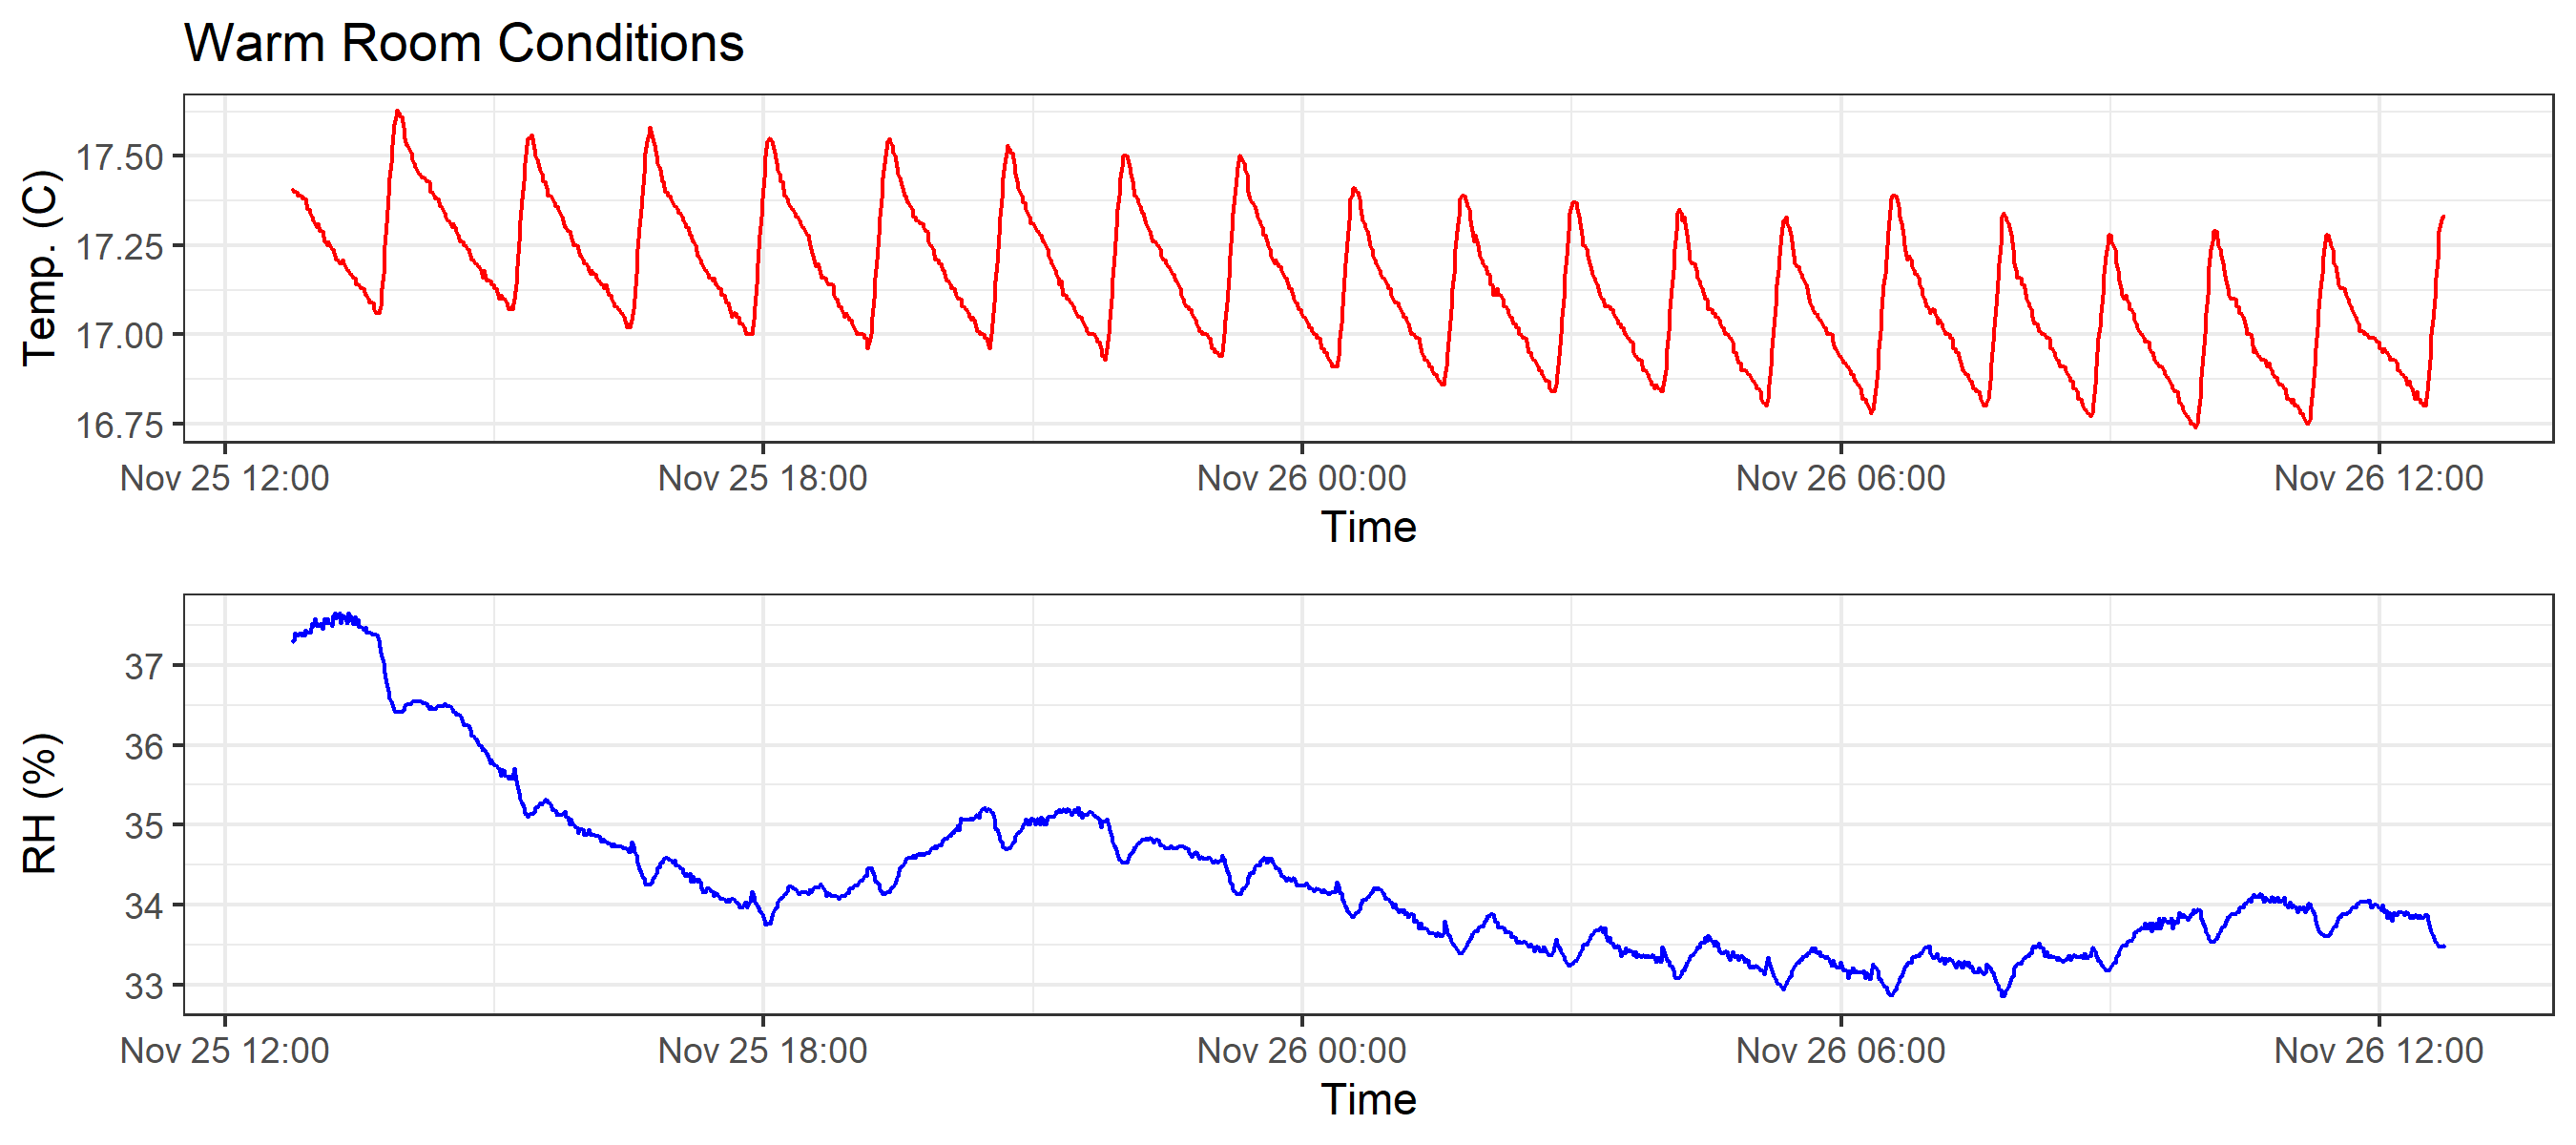 Warm Room Conditions
Temp. (C)
17.50
17.25
17.00
16.75
Nov 25 12:00 Nov 25 18:00 Nov 26 00:00 Nov 26 06:00 Nov 26 12:00
Time
RH (%)
37
36
35
34
33
Nov 25 12:00 Nov 25 18:00 Nov 26 00:00 Nov 26 06:00 Nov 26 12:00
Time